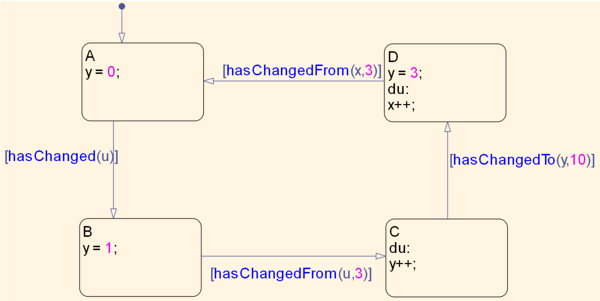 A
y = 0;
D
y = 3;
du:
x++;
[hasChangedFrom(x,3)]
[hasChanged(u)]
[hasChangedTo(y,10)]
B
y = 1;
C
du:
y++;
[hasChangedFrom(u,3)]